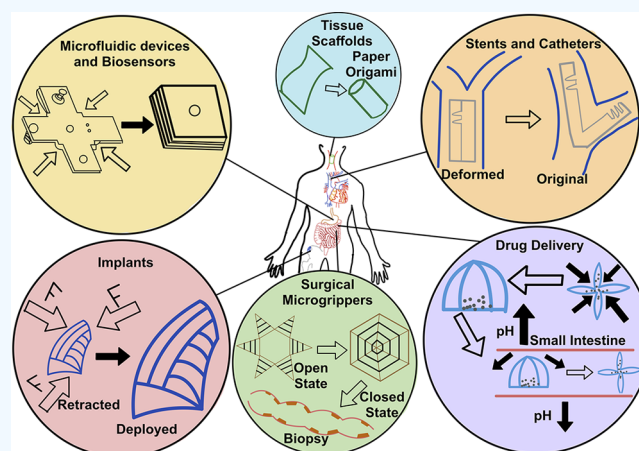 Microfluidic devices
and Biosensors
Tissue
Scaffolds
Paper
Origami
Stents and Catheters
Deformed
Original
Implants
F
F
F
Retracted
Deployed
Surgical
Microgrippers
Open
State
Closed
State
Biopsy
Drug Delivery
pH
Small Intestine
pH